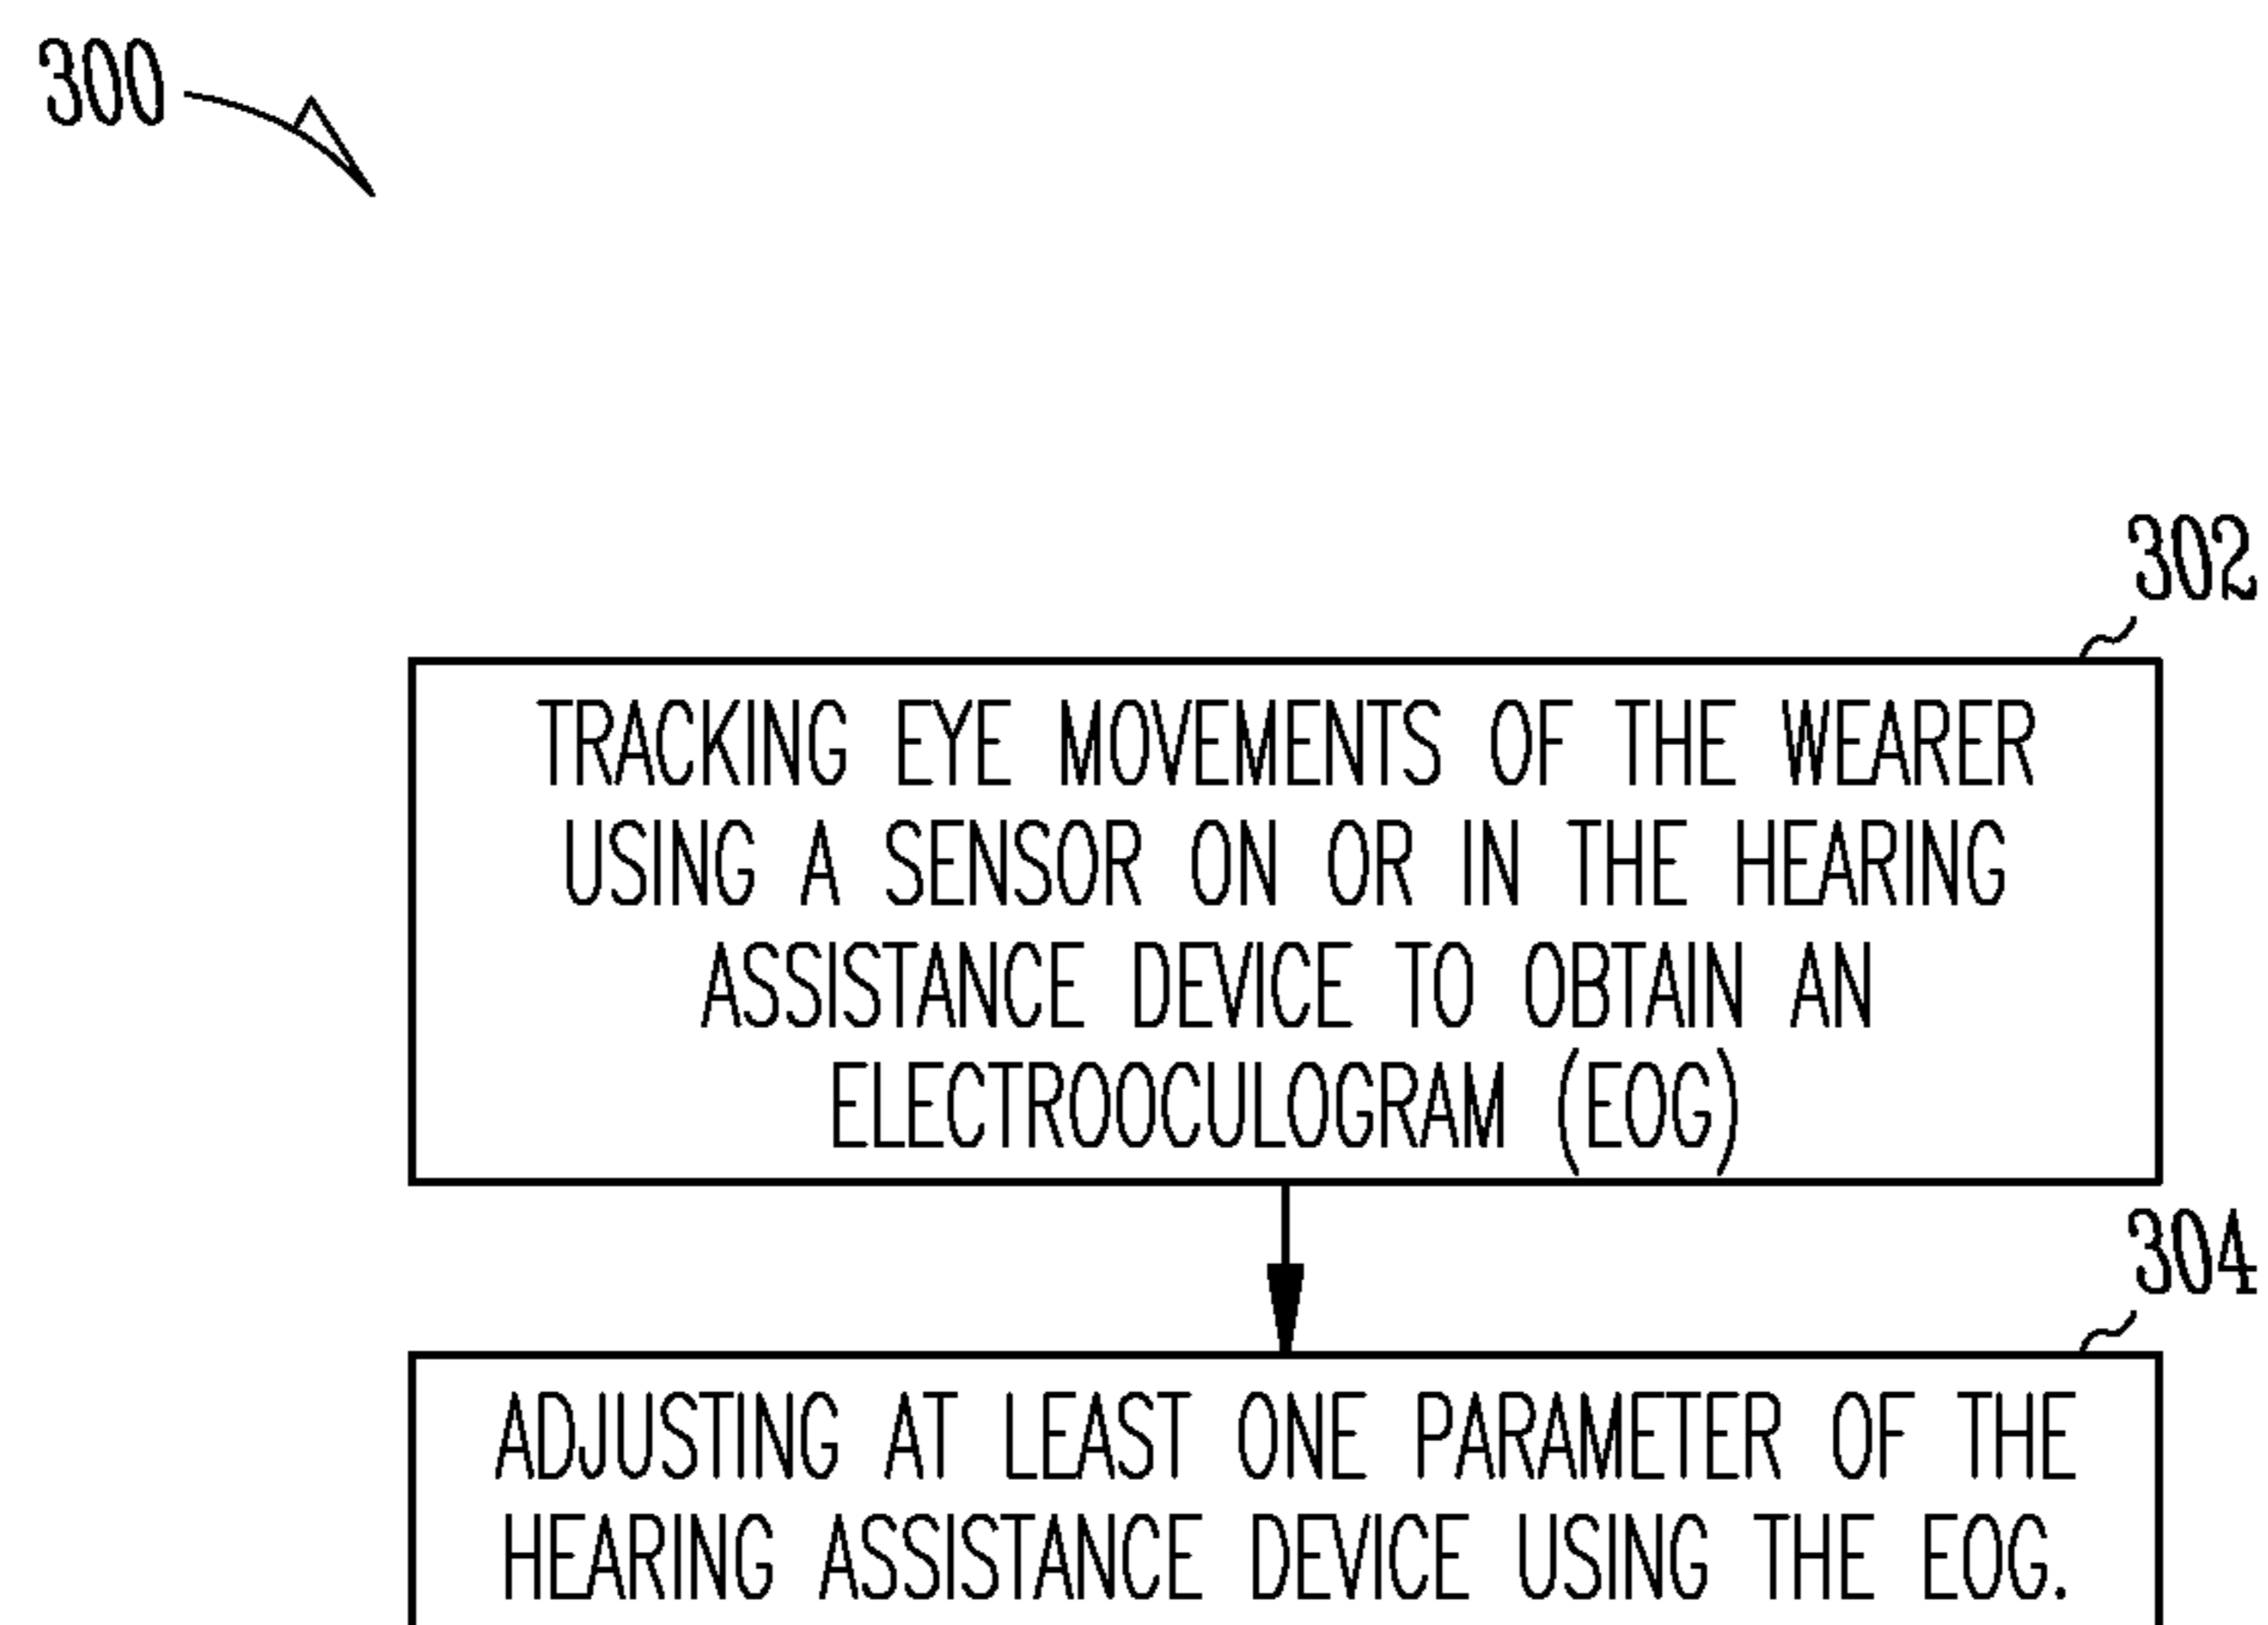 300
302
TRACKING EYE MOVEMENTS OF THE WEARER
USING A SENSOR ON OR IN THE HEARING
ASSISTANCE DEVICE TO OBTAIN AN
ELECTROOCULOGRAM (EOG)
304
ADJUSTING AT LEAST ONE PARAMETER OF THE
HEARING ASSISTANCE DEVICE USING THE EOG.